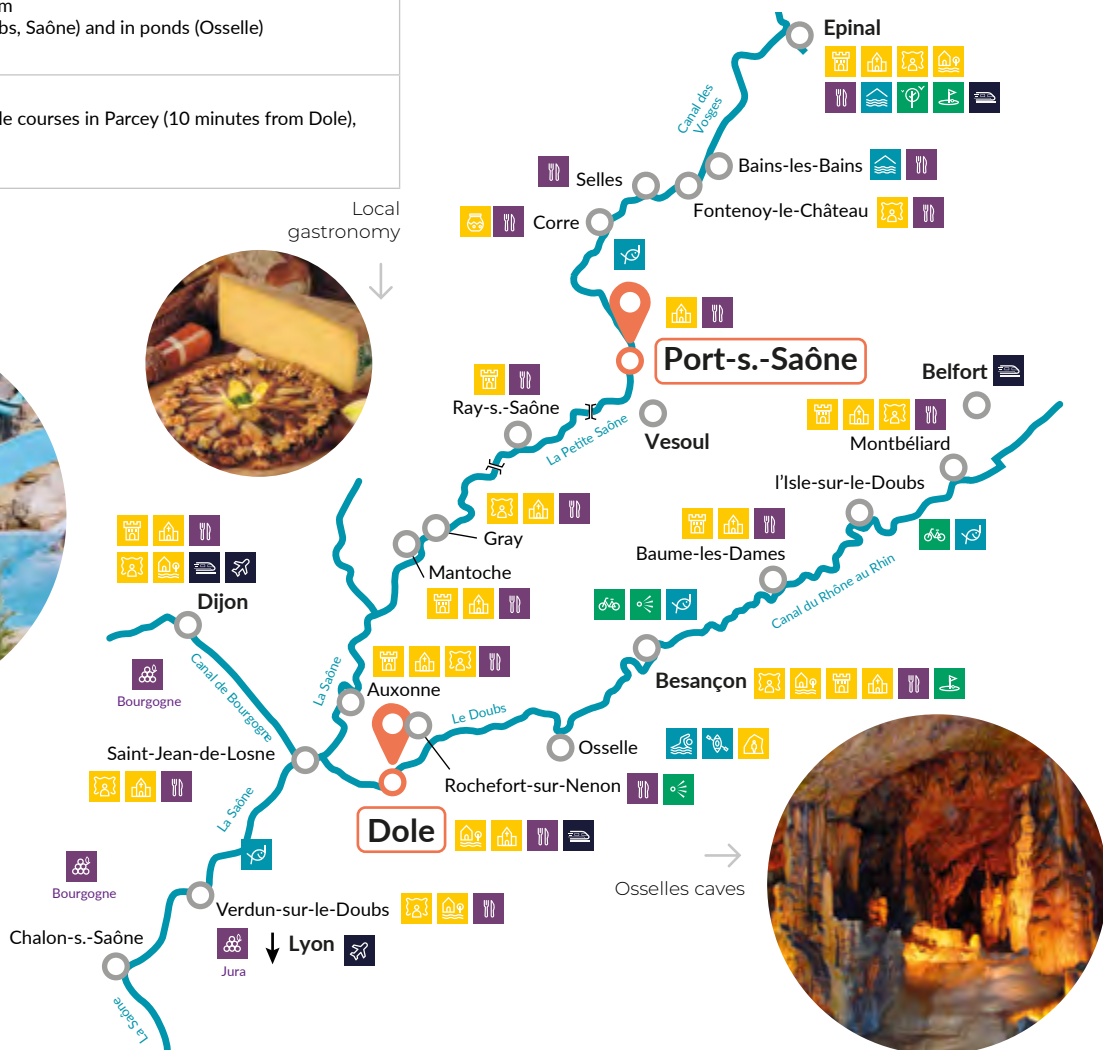 m
bs, Saône) and in ponds (Osselle)
le courses in Parcey (10 minutes from Dole),
Local
gastronomy
Epinal
Canal des
Vosges
Bains-les-Bains
Selles
Fontenoy-le-Château
Corre
Port-s.-Saône
Belfort
Ray-s.-Saône
La Petite Saône
Vesoul
Montbéliard
l'Isle-sur-le-Doubs
Gray
Baume-les-Dames
Mantoche
Canal du Rhône au Rhin
Dijon
Canal de Bourgogne
Bourgogne
La Saône
Auxonne
Besançon
Le Doubs
Saint-Jean-de-Losne
Osselle
Rochefort-sur-Nenon
La Saône
Dole
Bourgogne
Osselles caves
Verdun-sur-le-Doubs
Chalon-s.-Saône
Lyon
Jura
La Saône